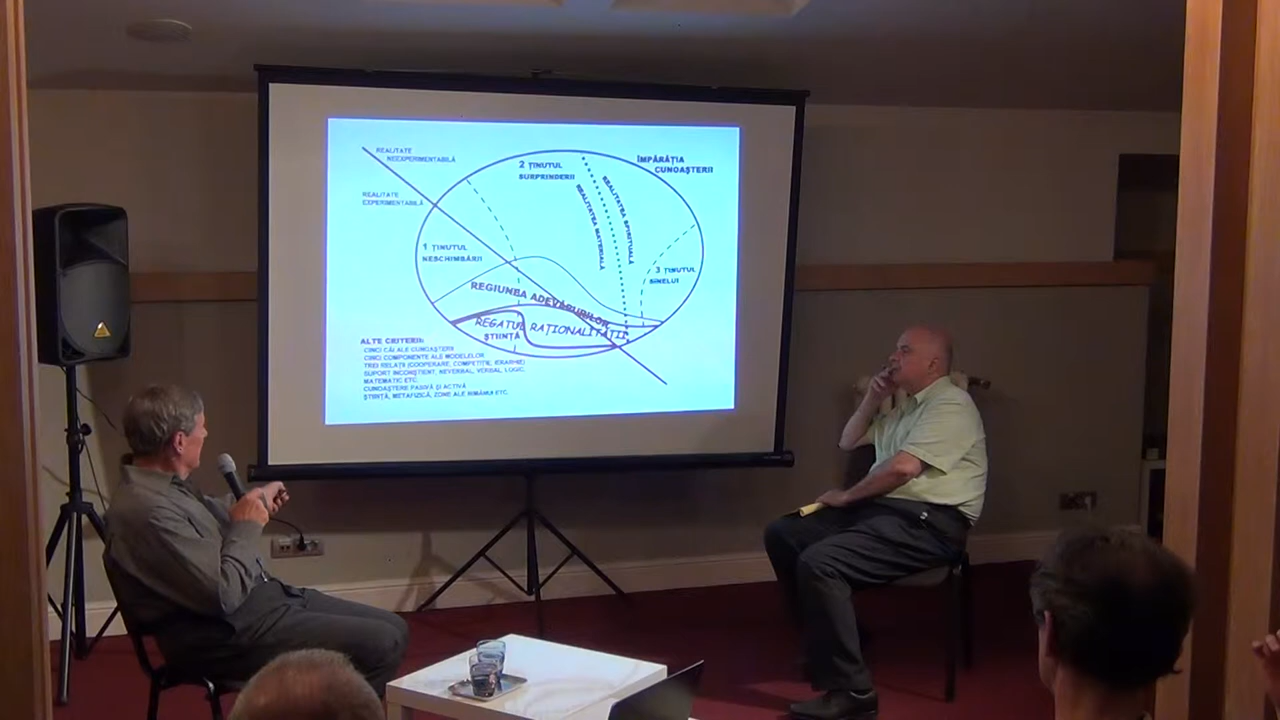 REALITATE
NEEXPERIMENTABILĂ
REALITATE
EXPERIMENTABILĂ
2 ȚINUTUL
SURPRINDERII
ÎMPĂRĂȚIA
CUNOAȘTERII
REALITATEA MATERIALĂ
REALITATEA SPIRITUALĂ
1 ȚINUTUL
NESCHIMBĂRII
3 ȚINUTUL
SINELUI
REGIUNEA ADEVĂRURILOR
REGATUL RAȚIONALITĂȚII
ȘTIINȚĂ
ALTE CRITERII:
CINCI CĂI ALE CUNOAȘTERII
CINCI COMPONENTE ALE MODELELOR
TREI RELAȚII (COOPERARE, COMPETIȚIE, IERARHIE)
SUPORT INCONȘTIENT, NEVERBAL, VERBAL, LOGIC,
MATEMATIC ETC.
CUNOAȘTERE PASIVĂ ȘI ACTIVĂ
ȘTIINȚĂ, METAFIZICĂ, ZONE ALE NIMĂNUI ETC.